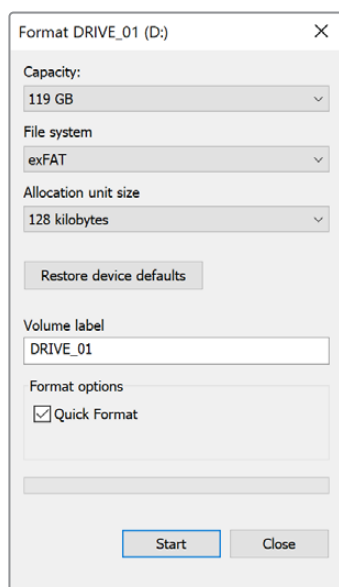 Format DRIVE_01 (D:)
Capacity:
119 GB
File system
exFAT
Allocation unit size
128 kilobytes
Restore device defaults
Volume label
DRIVE_01
Format options
Quick Format
Start Close